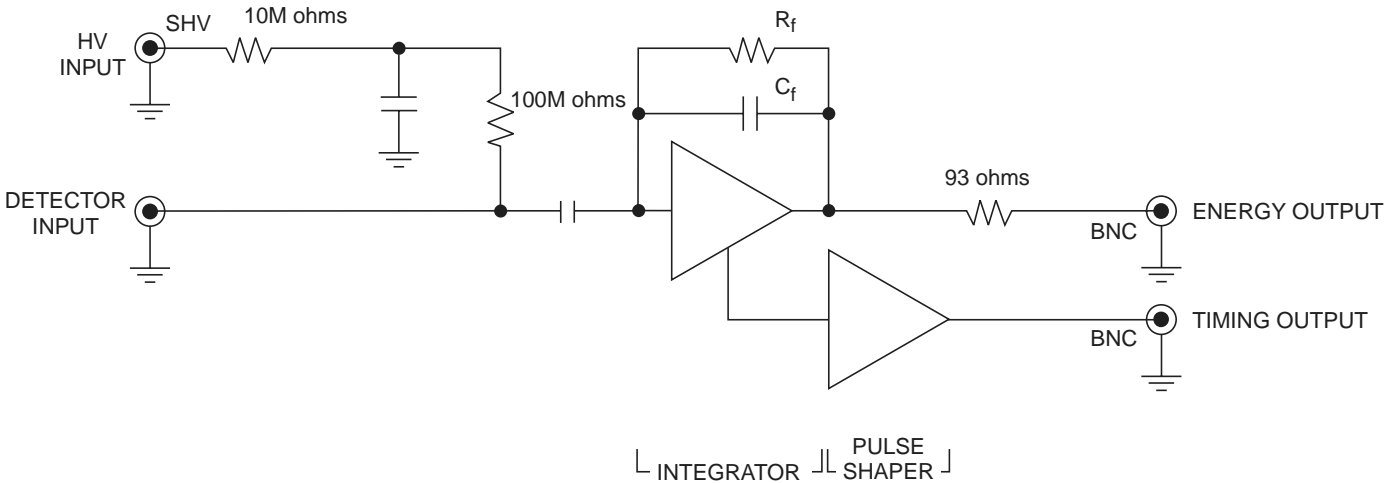 SHV
10M ohms
HV
INPUT
100M ohms
Rf
Cf
DETECTOR
INPUT
93 ohms
BNC
ENERGY OUTPUT
BNC
TIMING OUTPUT
INTEGRATOR
PULSE
SHAPER